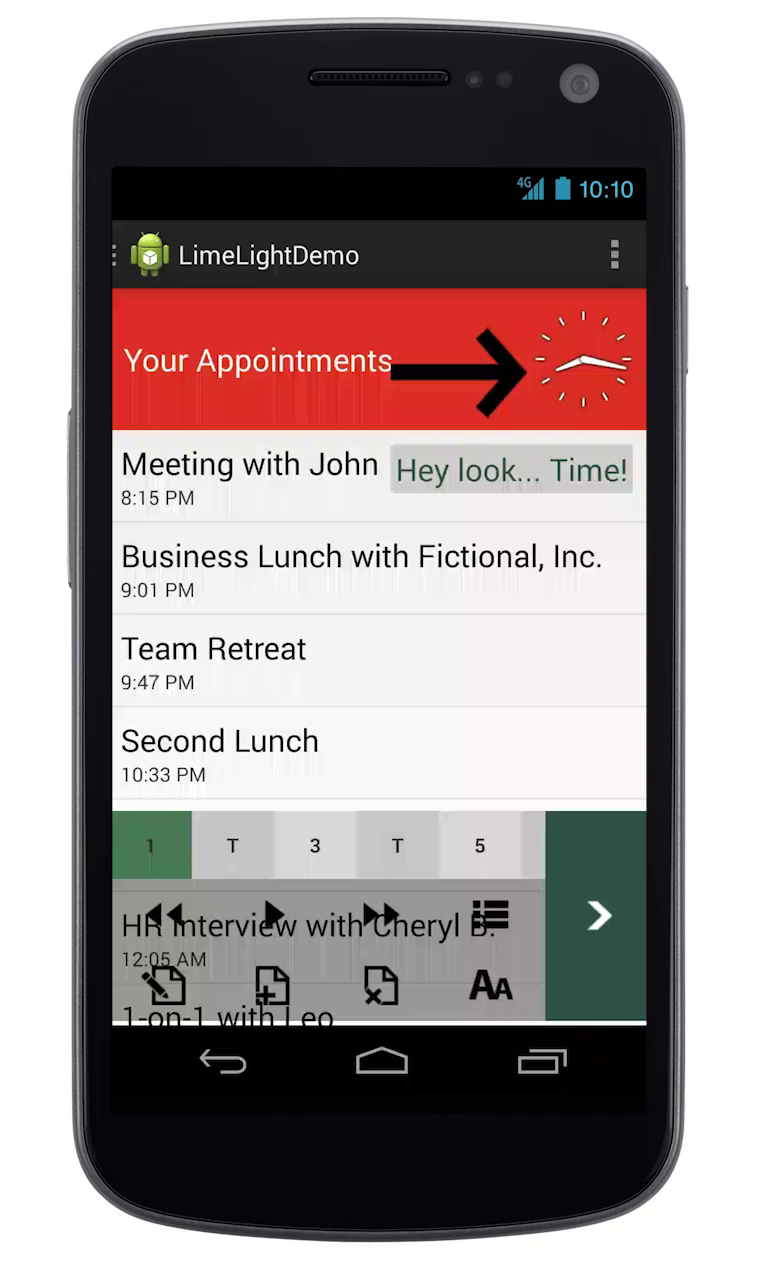 4G 10:10
LimeLightDemo
Your Appointments
Meeting with John
Hey look... Time!
8:15 PM
Business Lunch with Fictional, Inc.
9:01 PM
Team Retreat
9:47 PM
Second Lunch
10:33 PM
1 T 3 T 5
HR Interview with Cheryl B.
12:05 AM
AA
1-on-1 with Leo